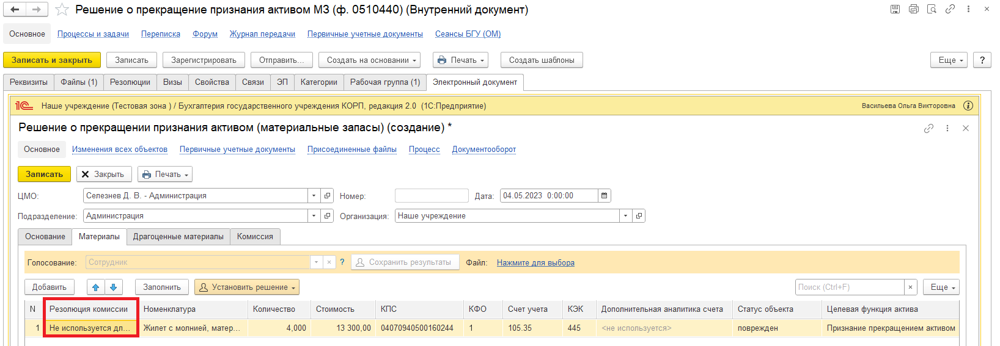 Решение о прекращение признания активом МЗ (ф. 0510440) (Внутренний документ)
Основное Процессы и задачи Переписка Форум Журнал передачи Первичные учетные документы Сеансы БГУ (ОМ)
Записать и закрыть Записать Зарегистрировать Отправить... Создать на основании Печать Создать шаблоны Еще ?
Реквизиты Файлы (1) Резолюции Визы Свойства Связи ЭП Категории Рабочая группа (1) Электронный документ
1С Наше учреждение (Тестовая зона ) / Бухгалтерия государственного учреждения КОРП, редакция 2.0 (1С:Предприятие) Васильева Ольга Викторовна
Решение о прекращении признания активом (материальные запасы) (создание) *
Основное Изменения всех объектов Первичные учетные документы Присоединенные файлы Процесс Документооборот
Записать Закрыть Печать
ЦМО: Селезнев Д. В. - Администрация Номер: Дата: 04.05.2023 0:00:00
Подразделение: Администрация Организация: Наше учреждение
Основание Материалы Драгоценные материалы Комиссия
Голосование: Сотрудник ? Сохранить результаты Файл: Нажмите для выбора
Добавить Заполнить Установить решение Поиск (Ctrl+F) Еще
N Резолюция комиссии Номенклатура Количество Стоимость КПС КФО Счет учета КЭК Дополнительная аналитика счета Статус объекта Целевая функция актива
1 Не используется дл... Жилет с молнией, матер... 4,000 13 300,00 04070940500160244 1 105.35 445 <не используется> поврежден Признание прекращением активом